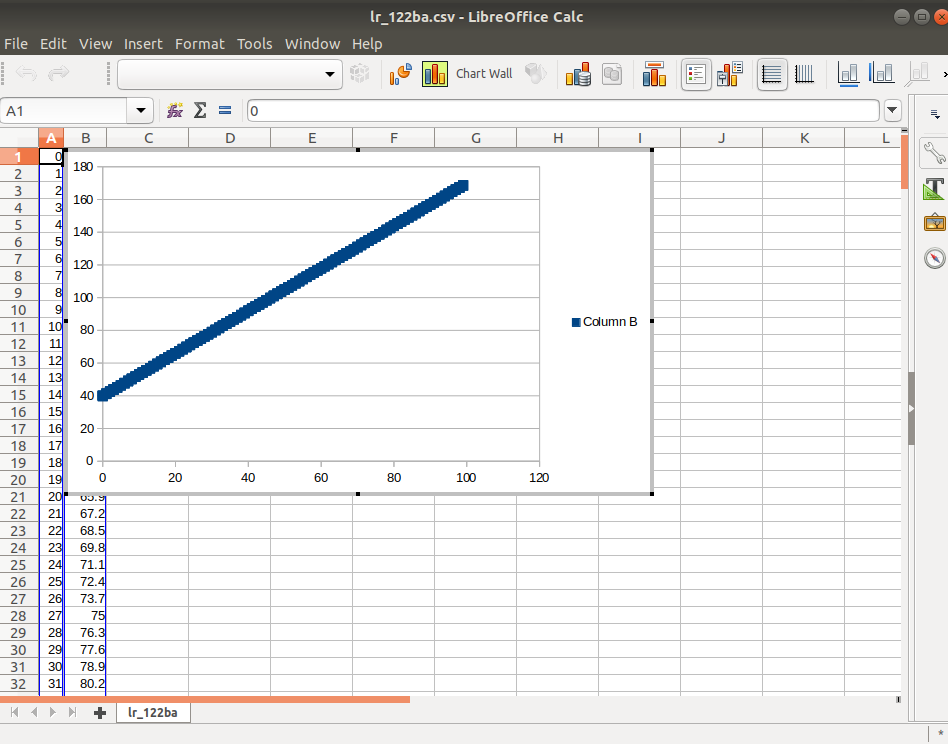 lr_122ba.csv - LibreOffice Calc
File Edit View Insert Format Tools Window Help
Chart Wall
A1 0
A B C D E F G H I J K L
1 0
2 1
3 2
4 3
5 4
6 5
7 6
8 7
9 8
10 9
11 10
12 11
13 12
14 13
15 14
16 15
17 16
18 17
19 18
20 19
21 20 65.9
22 21 67.2
23 22 68.5
24 23 69.8
25 24 71.1
26 25 72.4
27 26 73.7
28 27 75
29 28 76.3
30 29 77.6
31 30 78.9
32 31 80.2
180
160
140
120
100
80
60
40
20
0
0 20 40 60 80 100 120
Column B
lr_122ba
*